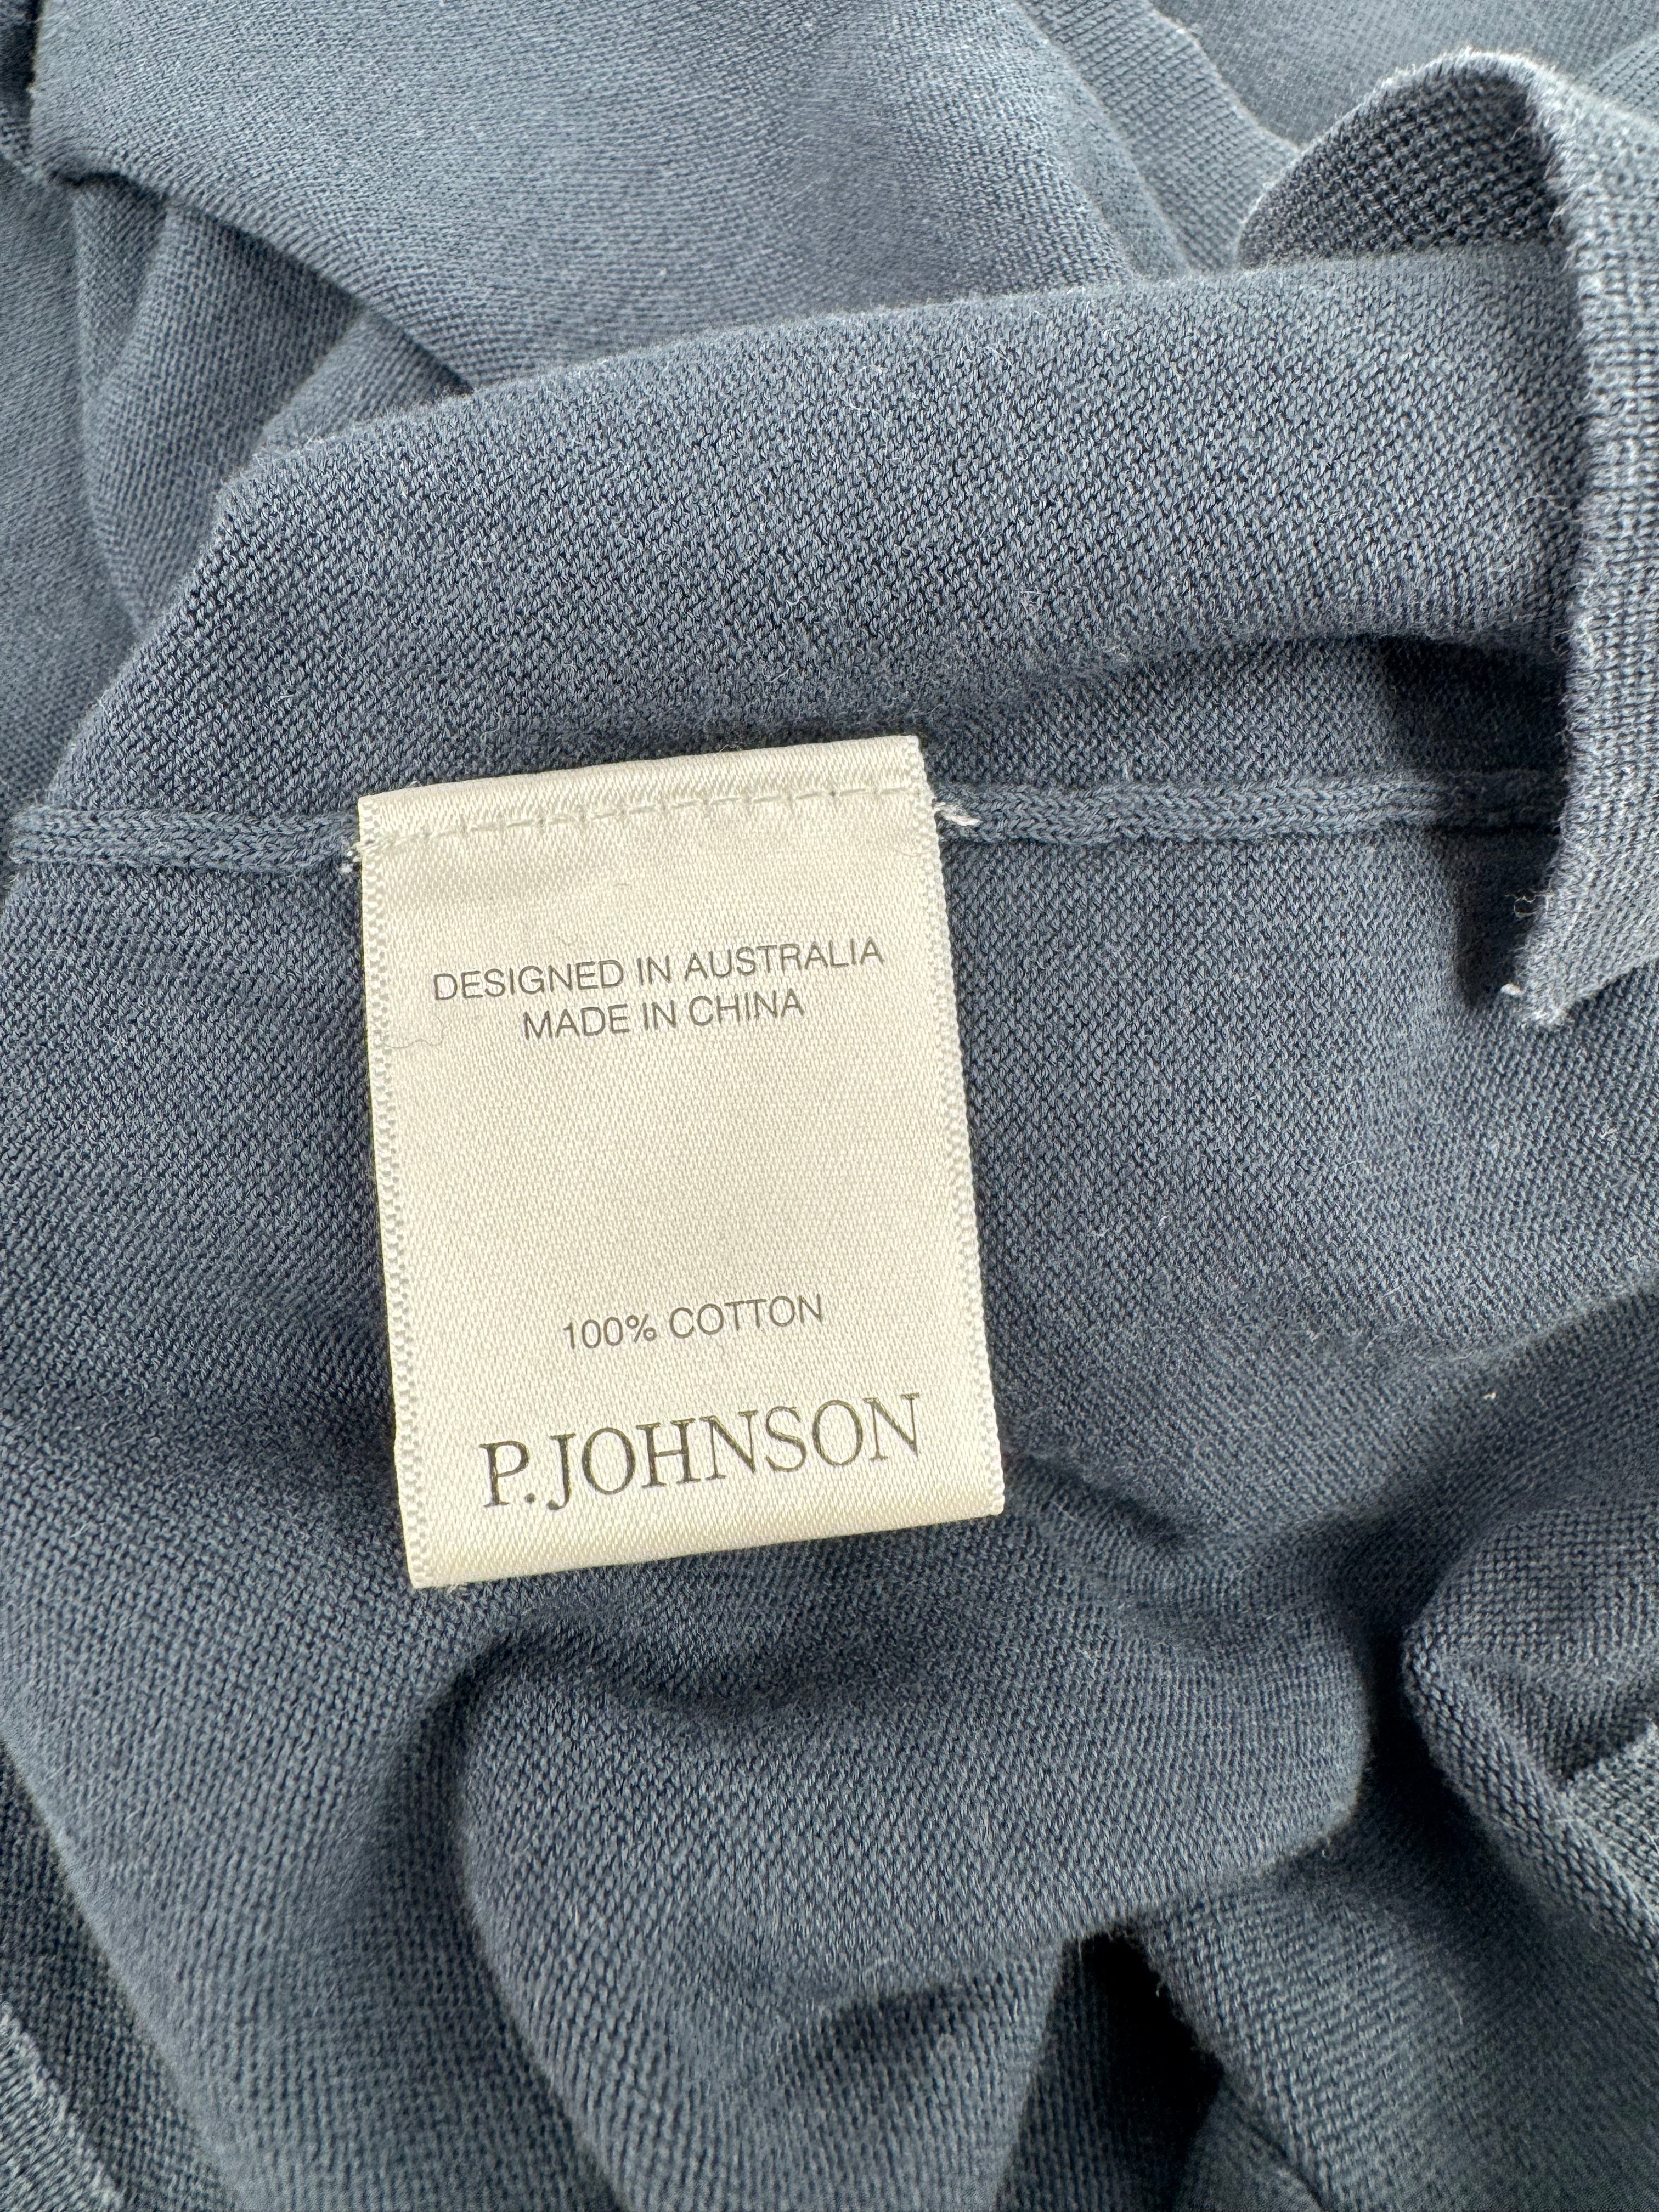 DESIGNED IN AUSTRALIA
MADE IN CHINA
100% COTTON
P.JOHNSON